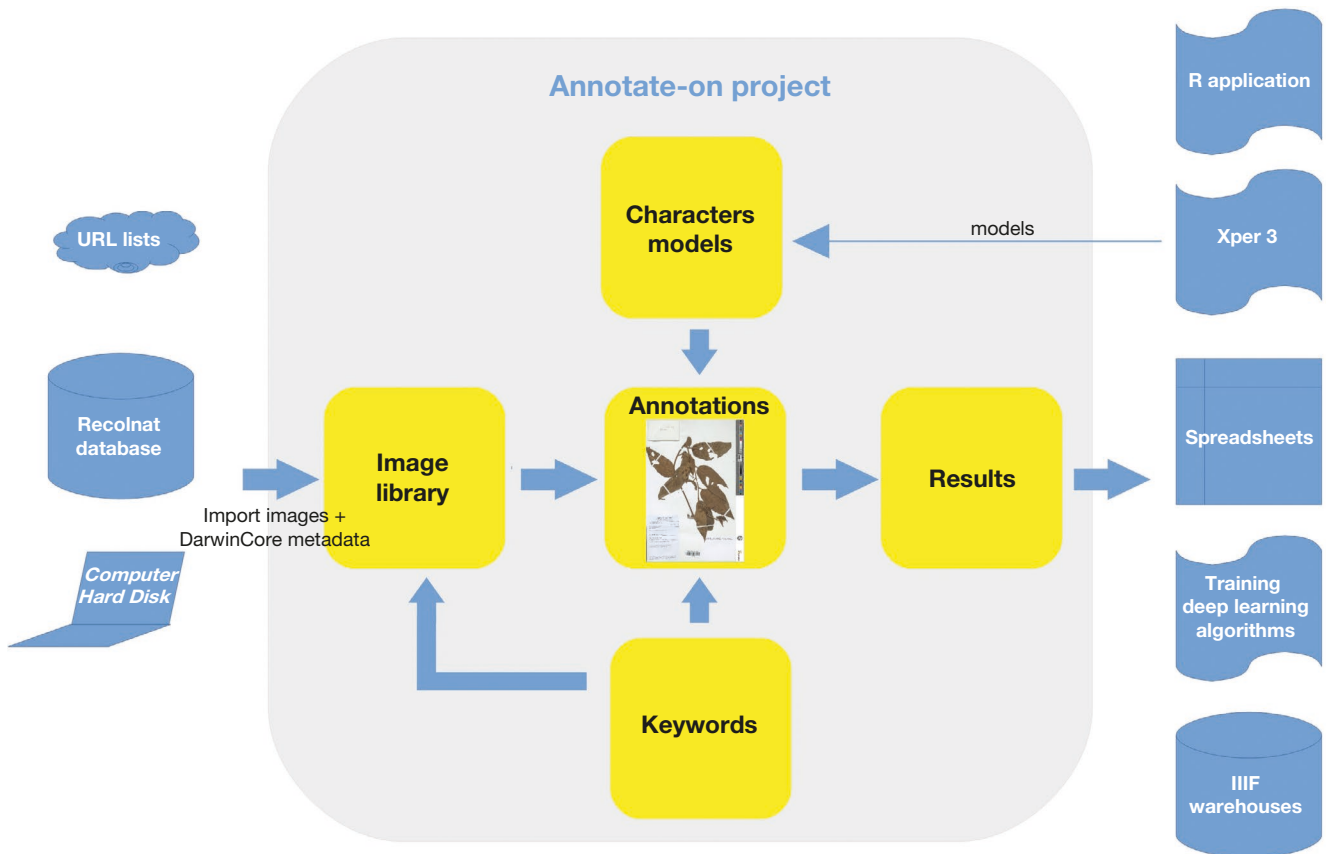 Annotate-on project
R application
Characters
models
models
Xper 3
URL lists
Recolnat
database
Image
library
Annotations
Results
Spreadsheets
Import images +
DarwinCore metadata
Computer
Hard Disk
Keywords
Training
deep learning
algorithms
IIIF
warehouses